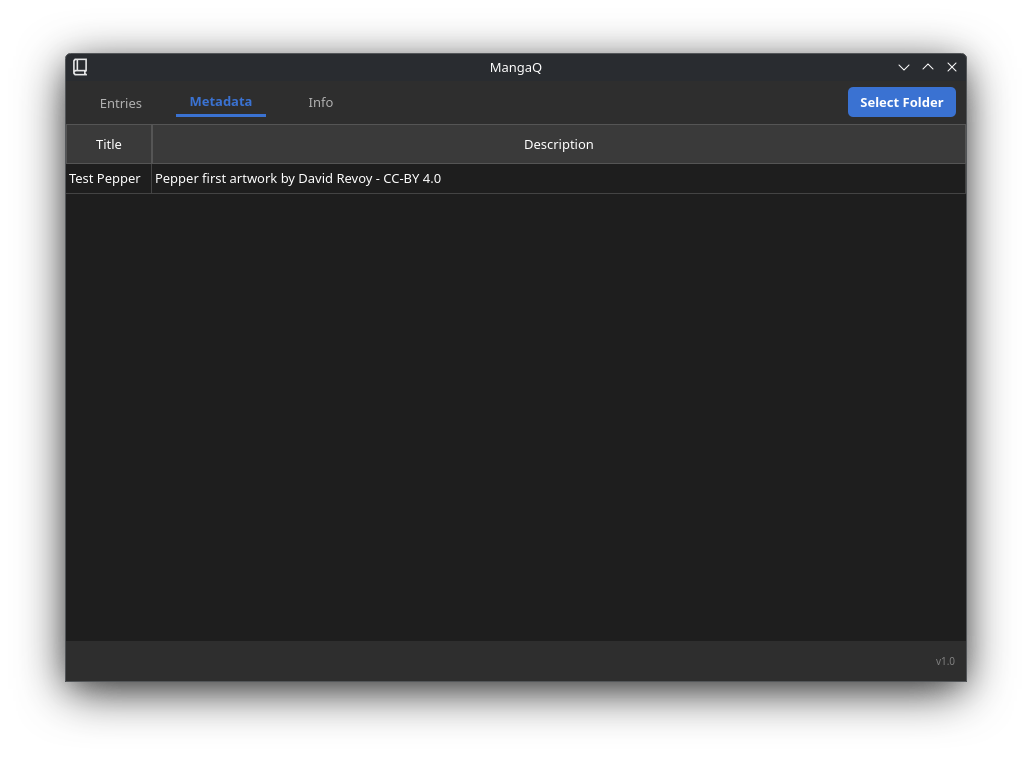 MangaQ
Entries Metadata Info Select Folder
Title Description
Test Pepper Pepper first artwork by David Revoy - CC-BY 4.0
v1.0